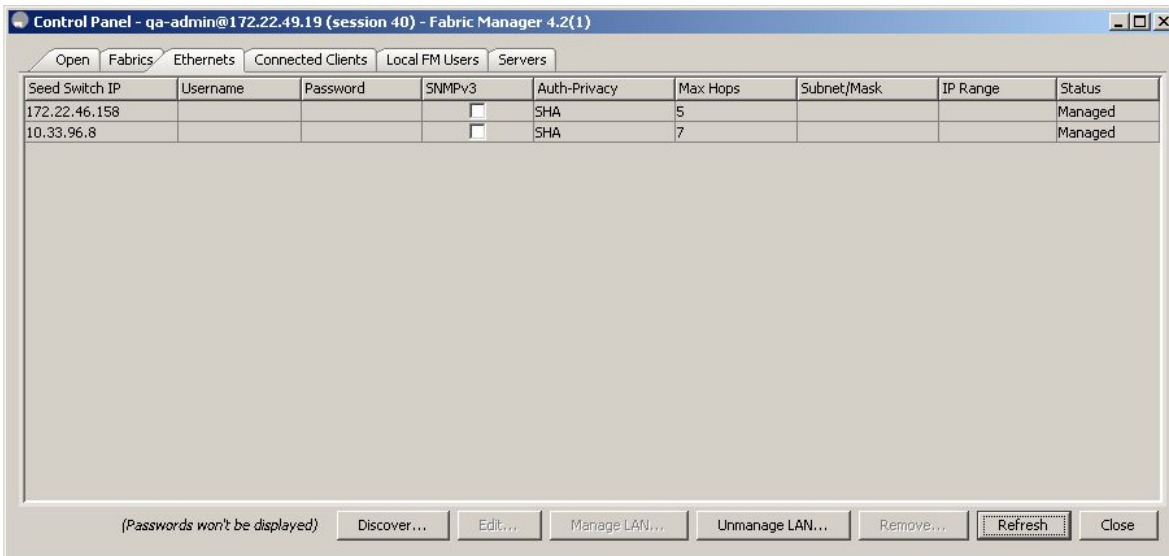 Control Panel - qa-admin@172.22.49.19 (session 40) - Fabric Manager 4.2(1)
Open Fabrics Ethernets Connected Clients Local FM Users Servers
Seed Switch IP Username Password SNMPv3 Auth-Privacy Max Hops Subnet/Mask IP Range Status
172.22.46.158 SHA 5 Managed
10.33.96.8 SHA 7 Managed
(Passwords won't be displayed) Discover... Edit... Manage LAN... Unmanage LAN... Remove... Refresh Close